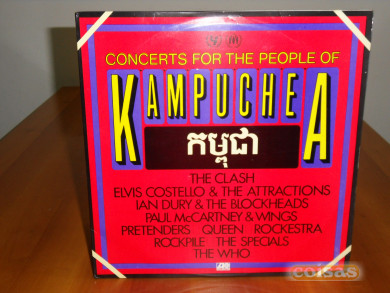 CONCERTS FOR THE PEOPLE OF
KAMPUCHEA
កម្ពុជា
THE CLASH
ELVIS COSTELLO & THE ATTRACTIONS
IAN DURY & THE BLOCKHEADS
PAUL McCARTNEY & WINGS
PRETENDERS QUEEN ROCKESTRA
ROCKPILE THE SPECIALS
THE WHO
coisas